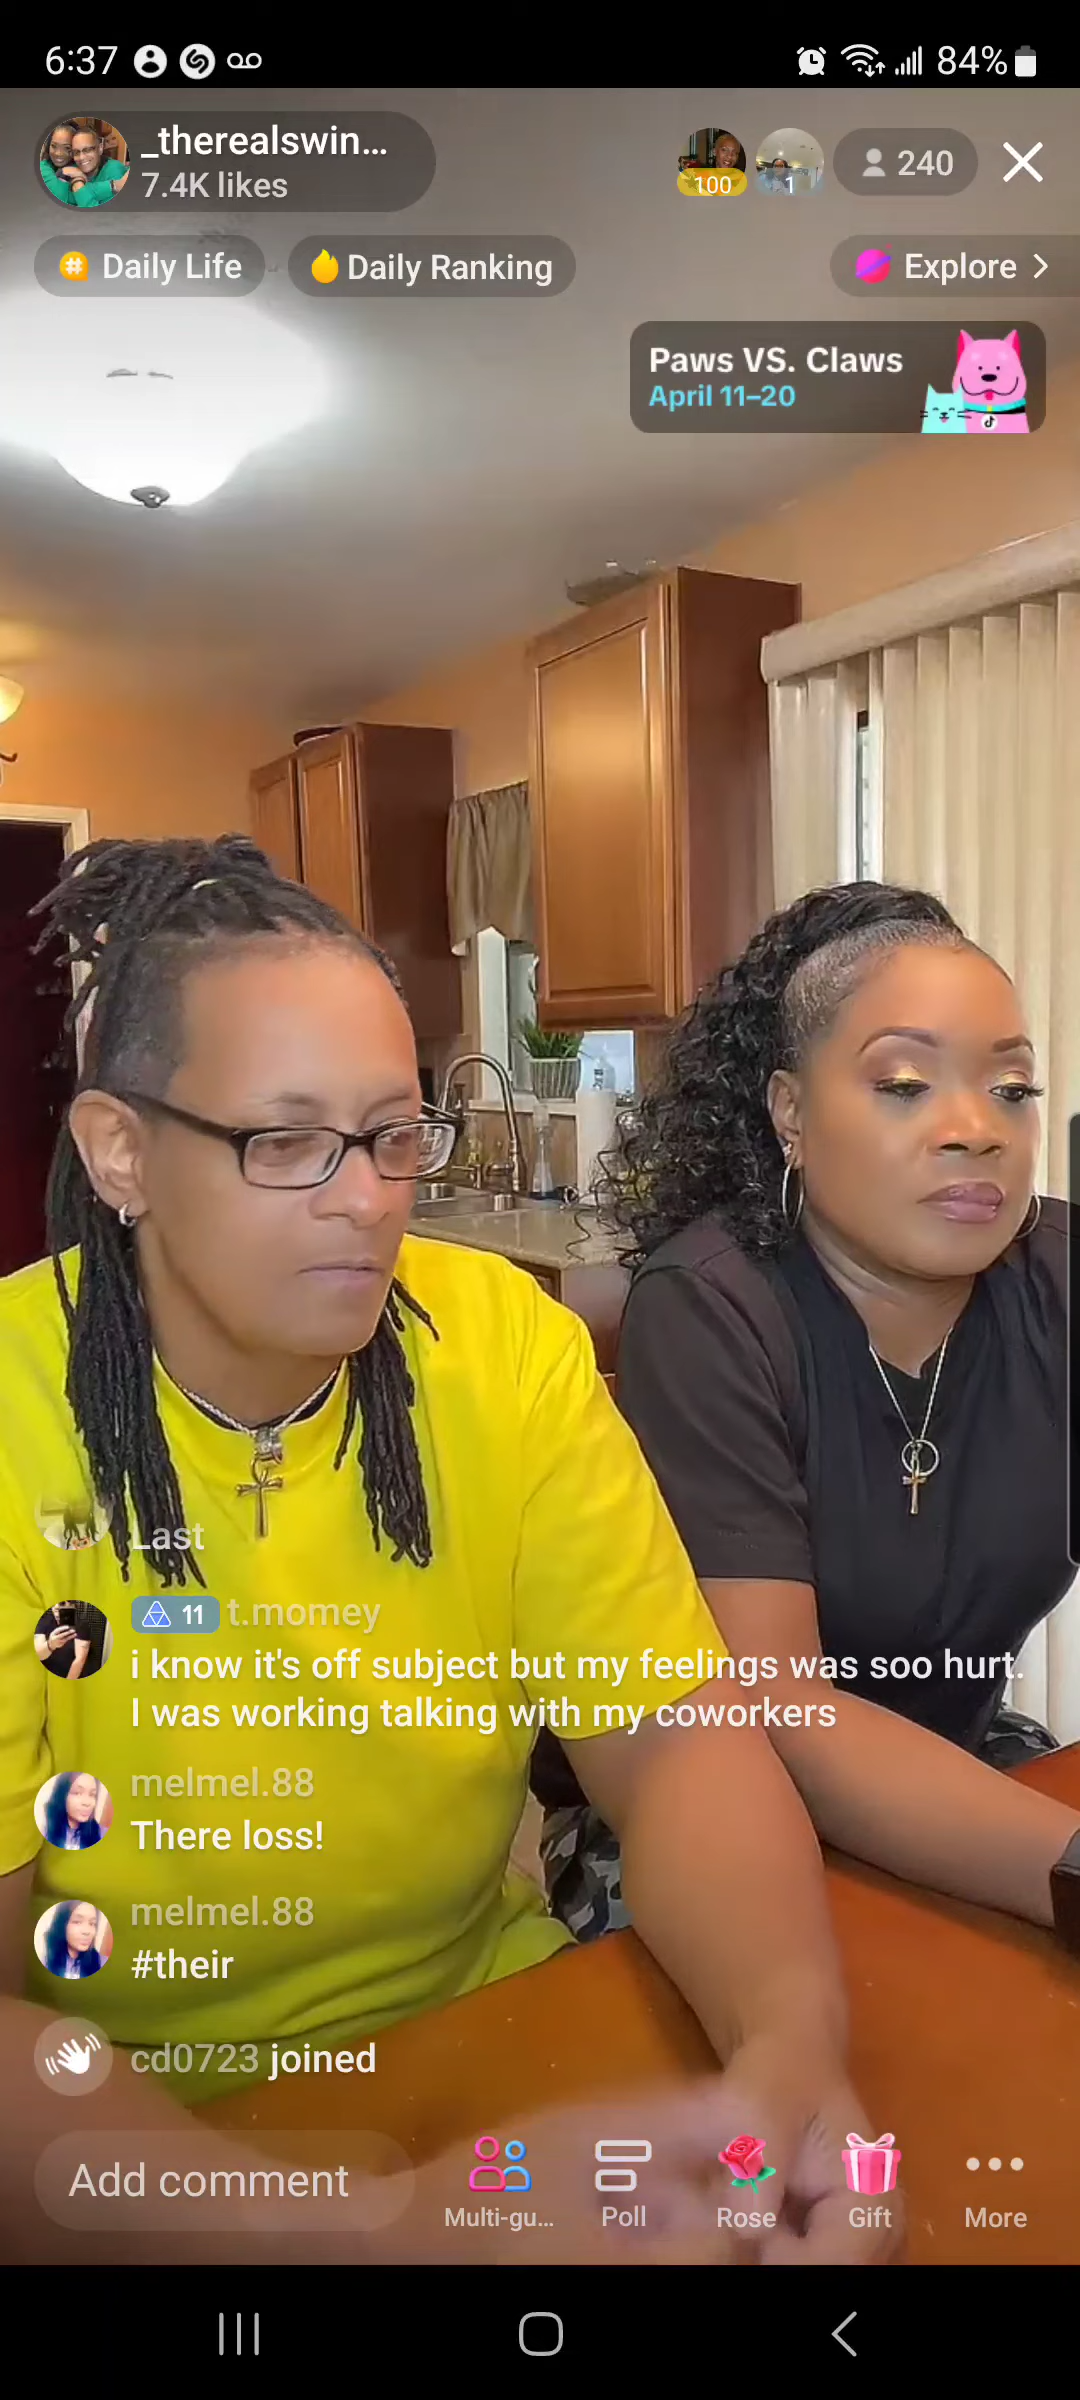 6:37
84%
_therealswin...
7.4K likes
100
1
240
Daily Life
Daily Ranking
Explore >
Paws VS. Claws
April 11–20
Last
11 t.momey
i know it's off subject but my feelings was soo hurt.
I was working talking with my coworkers
melmel.88
There loss!
melmel.88
#their
cd0723 joined
Add comment
Multi-gu...
Poll
Rose
Gift
More